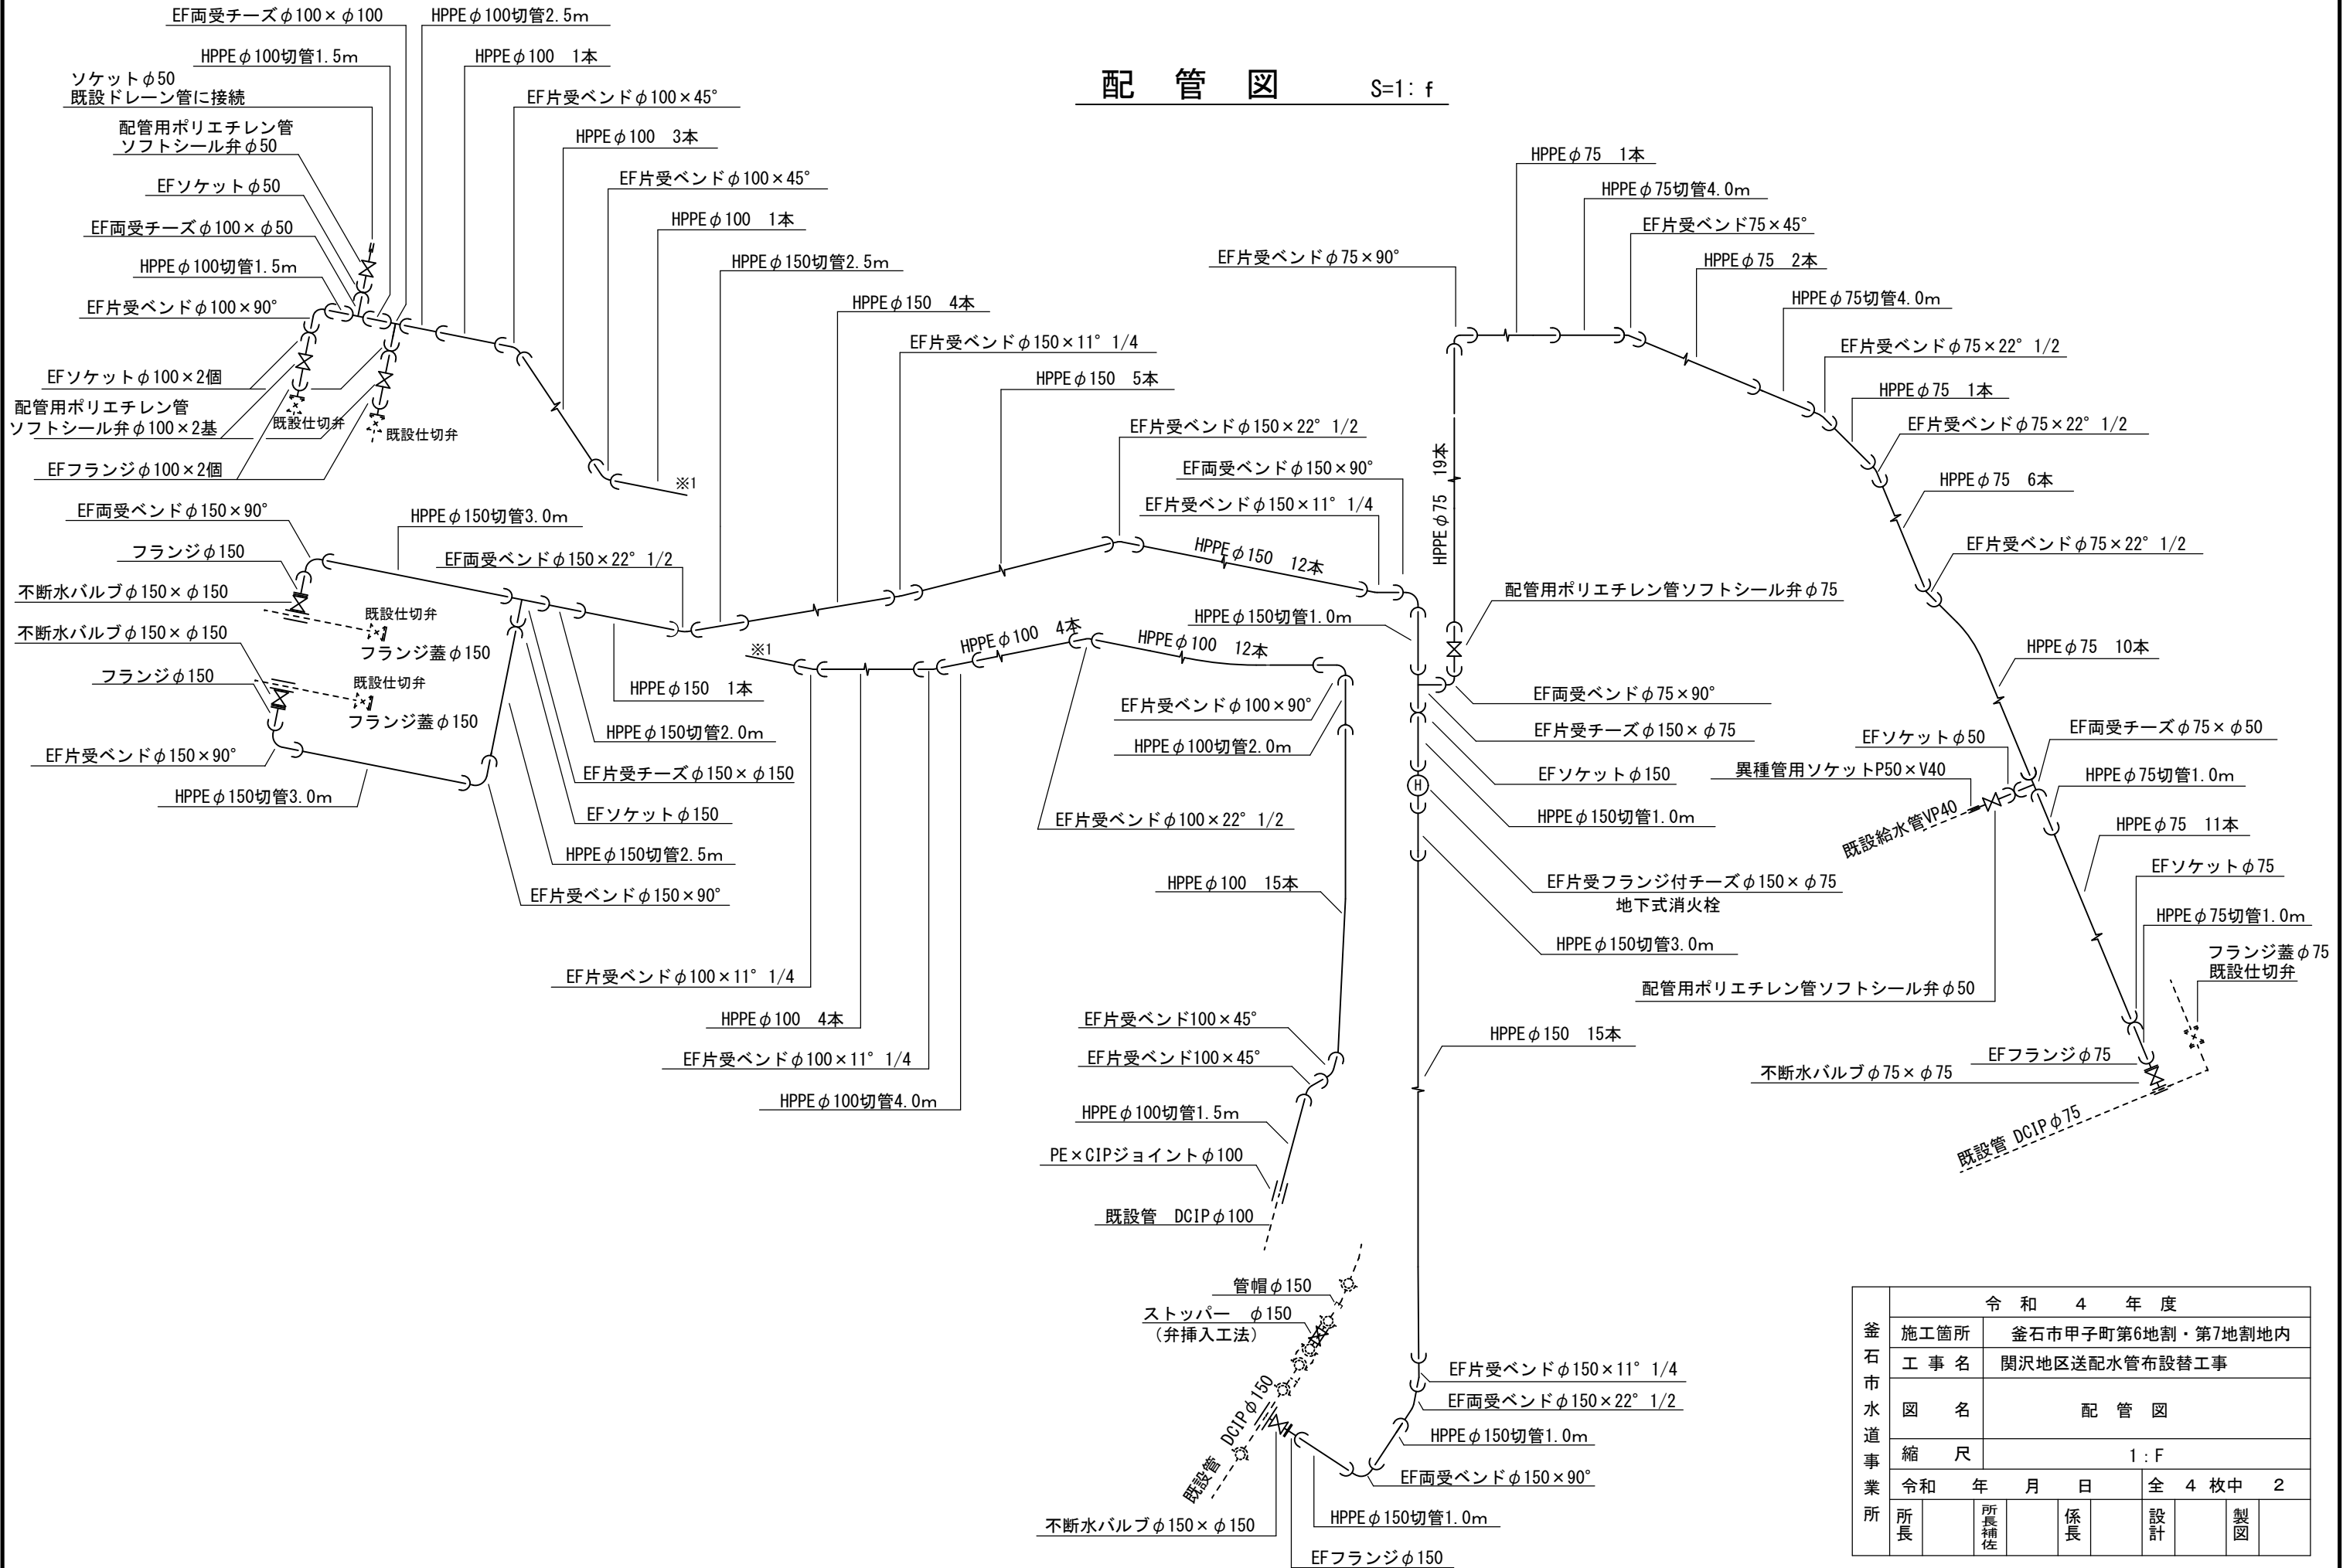 配 管 図 S=1: f
EF両受チーズφ100×φ100
HPPEφ100切管2.5m
HPPEφ100切管1.5m
HPPEφ100 1本
ソケットφ50
既設ドレーン管に接続
EF片受ベンドφ100×45°
配管用ポリエチレン管
ソフトシール弁φ50
HPPEφ100 3本
EFソケットφ50
EF片受ベンドφ100×45°
EF両受チーズφ100×φ50
HPPEφ100 1本
HPPEφ100切管1.5m
HPPEφ150切管2.5m
EF片受ベンドφ100×90°
HPPEφ150 4本
EF片受ベンドφ150×11°1/4
EFソケットφ100×2個
HPPEφ150 5本
配管用ポリエチレン管
ソフトシール弁φ100×2基
既設仕切弁
既設仕切弁
EF片受ベンドφ150×22°1/2
EFフランジφ100×2個
EF両受ベンドφ150×90°
※1
EF片受ベンドφ150×11°1/4
EF両受ベンドφ150×90°
HPPEφ150切管3.0m
フランジφ150
EF両受ベンドφ150×22°1/2
HPPEφ150 12本
不断水バルブφ150×φ150
既設仕切弁
フランジ蓋φ150
不断水バルブφ150×φ150
フランジφ150
既設仕切弁
フランジ蓋φ150
HPPEφ150 1本
※1
HPPEφ100 4本
HPPEφ100 12本
HPPEφ150切管1.0m
EF片受ベンドφ150×90°
HPPEφ150切管2.0m
EF片受チーズφ150×φ150
HPPEφ150切管3.0m
EFソケットφ150
HPPEφ150切管2.5m
EF片受ベンドφ150×90°
EF片受ベンドφ100×90°
HPPEφ100切管2.0m
EF片受ベンドφ100×22°1/2
HPPEφ100 15本
EF片受ベンドφ100×11°1/4
HPPEφ100 4本
EF片受ベンドφ100×11°1/4
HPPEφ100切管4.0m
EF片受ベンド100×45°
EF片受ベンド100×45°
HPPEφ100切管1.5m
PE×CIPジョイントφ100
既設管 DCIPφ100
HPPEφ75 1本
HPPEφ75切管4.0m
EF片受ベンド75×45°
EF片受ベンドφ75×90°
HPPEφ75 2本
HPPEφ75切管4.0m
EF片受ベンドφ75×22°1/2
HPPEφ75 1本
EF片受ベンドφ75×22°1/2
HPPEφ75 19本
HPPEφ75 6本
EF片受ベンドφ75×22°1/2
配管用ポリエチレン管ソフトシール弁φ75
HPPEφ75 10本
EF両受ベンドφ75×90°
EF片受チーズφ150×φ75
EF両受チーズφ75×φ50
EFソケットφ50
異種管用ソケットP50×V40
HPPEφ75切管1.0m
EFソケットφ150
H
HPPEφ150切管1.0m
既設給水管VP40
HPPEφ75 11本
EFソケットφ75
EF片受フランジ付チーズφ150×φ75
地下式消火栓
HPPEφ75切管1.0m
HPPEφ150切管3.0m
フランジ蓋φ75
既設仕切弁
配管用ポリエチレン管ソフトシール弁φ50
HPPEφ150 15本
EFフランジφ75
不断水バルブφ75×φ75
既設管 DCIPφ75
管帽φ150
ストッパー φ150
(弁挿入工法)
既設管 DCIPφ150
EF片受ベンドφ150×11°1/4
EF両受ベンドφ150×22°1/2
HPPEφ150切管1.0m
EF両受ベンドφ150×90°
HPPEφ150切管1.0m
不断水バルブφ150×φ150
EFフランジφ150
釜石市水道事業所
令和 4 年度
施工箇所 釜石市甲子町第6地割・第7地割地内
工事名 関沢地区送配水管布設替工事
図名 配管図
縮尺 1:F
令和 年 月 日 全 4 枚中 2
所長 所長補佐 係長 設計 製図